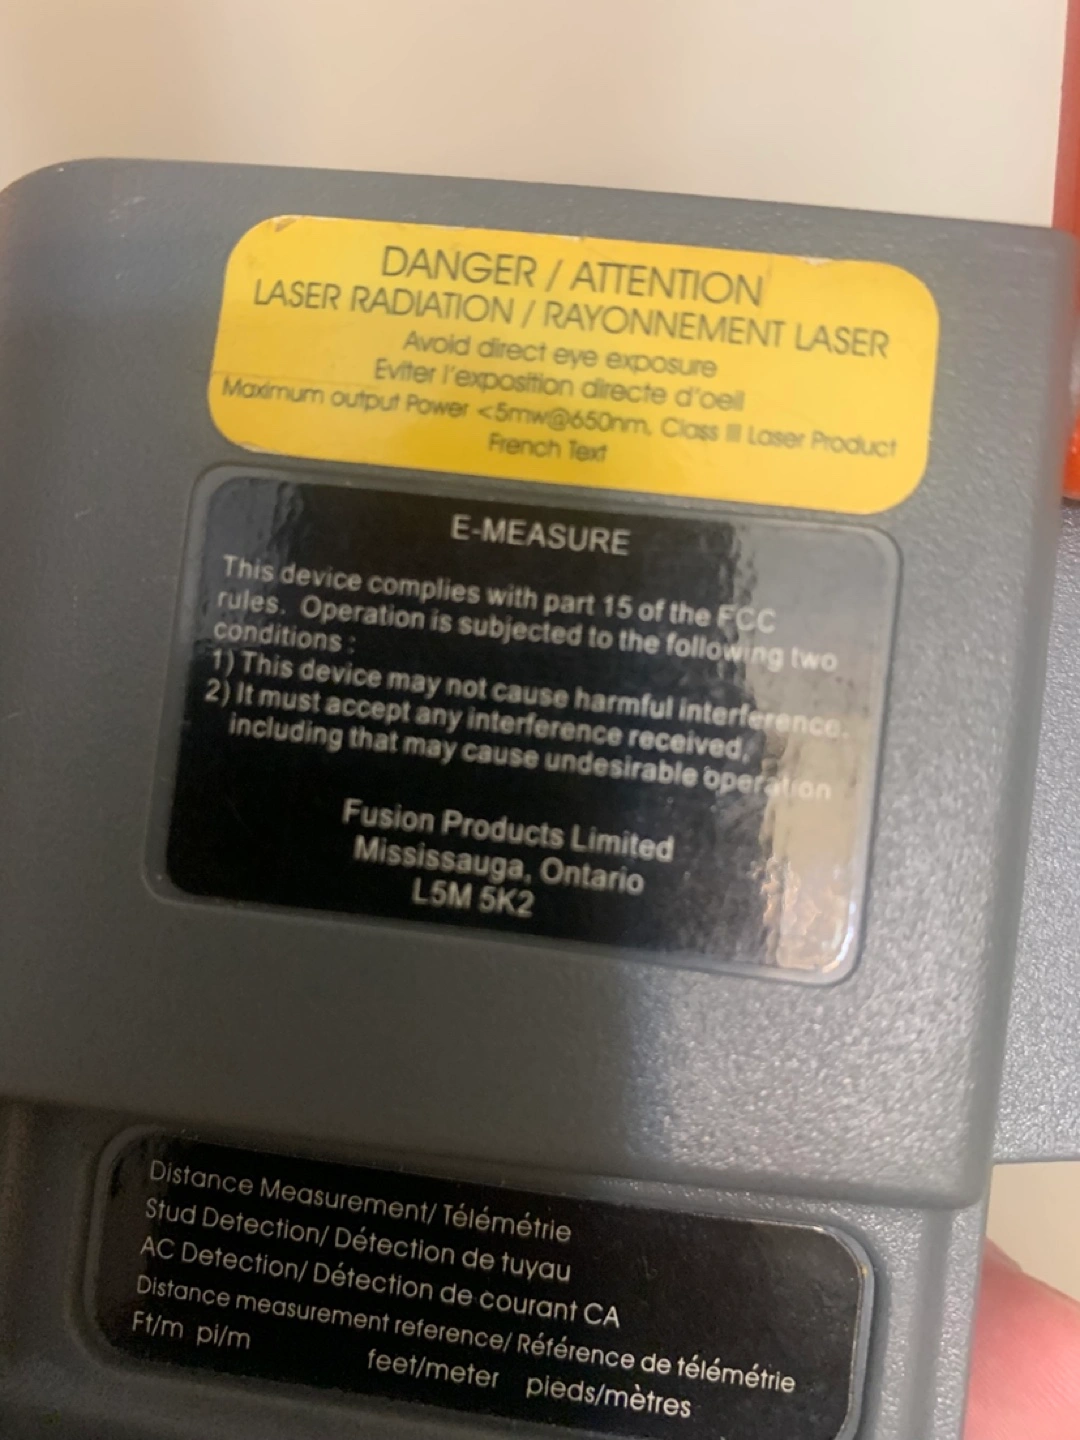 DANGER / ATTENTION
LASER RADIATION / RAYONNEMENT LASER
Avoid direct eye exposure
Eviter l'exposition directe d'oeil
Maximum output Power <5mw@650nm, Class III Laser Product
French Text
E-MEASURE
This device complies with part 15 of the FCC
rules. Operation is subjected to the following two
conditions :
1) This device may not cause harmful interference.
2) It must accept any interference received,
including that may cause undesirable operation
Fusion Products Limited
Mississauga, Ontario
L5M 5K2
Distance Measurement/ Télémétrie
Stud Detection/ Détection de tuyau
AC Detection/ Détection de courant CA
Distance measurement reference/ Référence de télémétrie
Ft/m pi/m feet/meter pieds/mètres